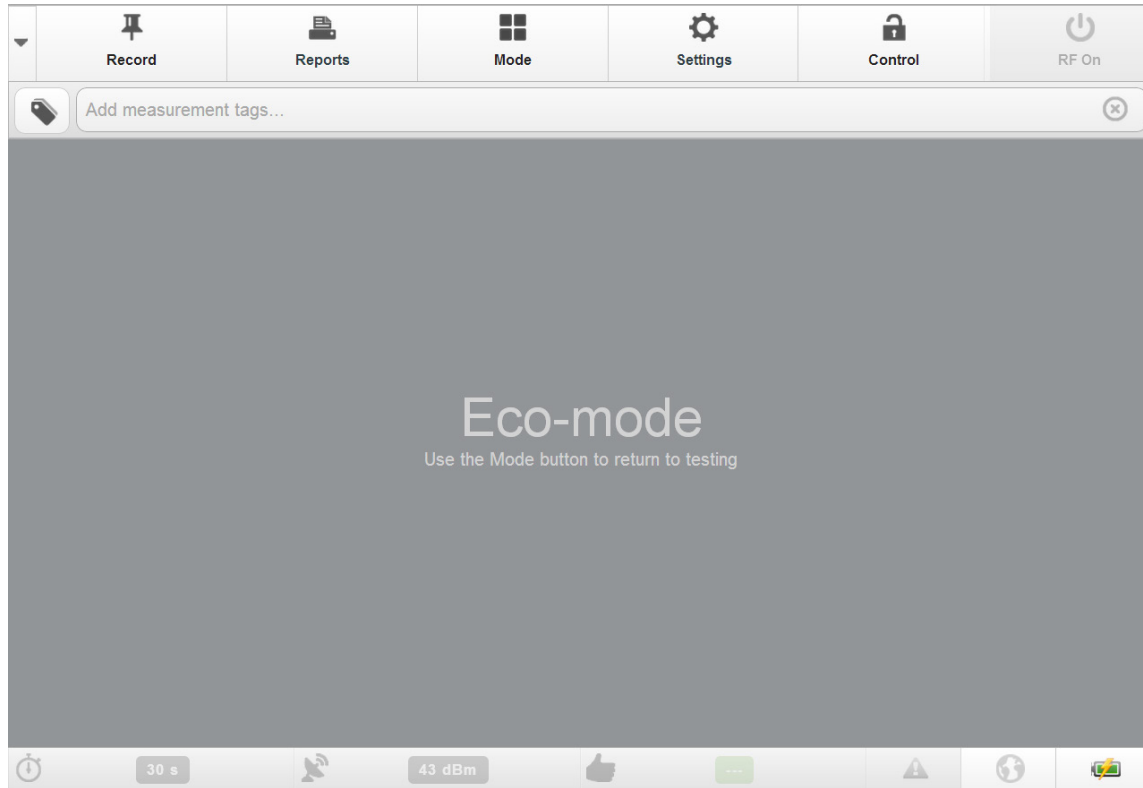 Record Reports Mode Settings Control RF On
Add measurement tags...
Eco-mode
Use the Mode button to return to testing
30 s 43 dBm ---